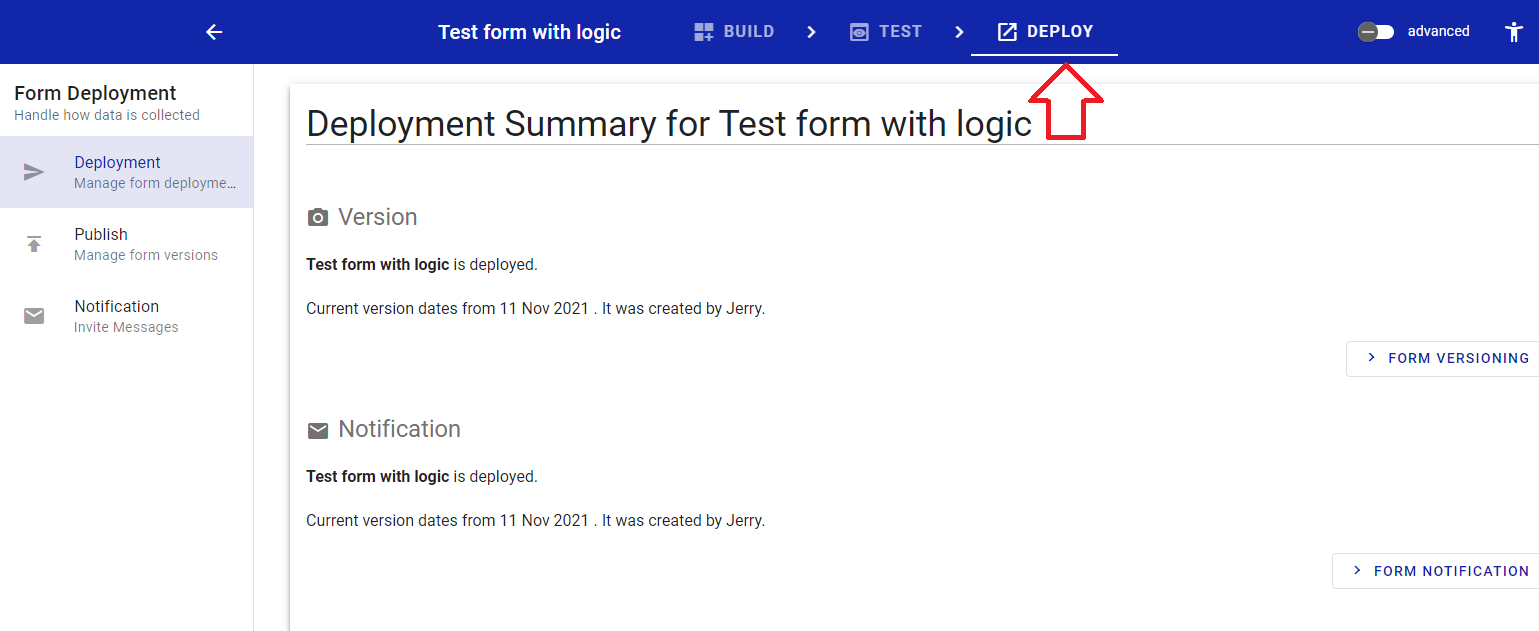 Test form with logic
BUILD
TEST
DEPLOY
advanced
Form Deployment
Handle how data is collected
Deployment
Manage form deployme...
Publish
Manage form versions
Notification
Invite Messages
Deployment Summary for Test form with logic
Version
Test form with logic is deployed.
Current version dates from 11 Nov 2021 . It was created by Jerry.
FORM VERSIONING
Notification
Test form with logic is deployed.
Current version dates from 11 Nov 2021 . It was created by Jerry.
FORM NOTIFICATION